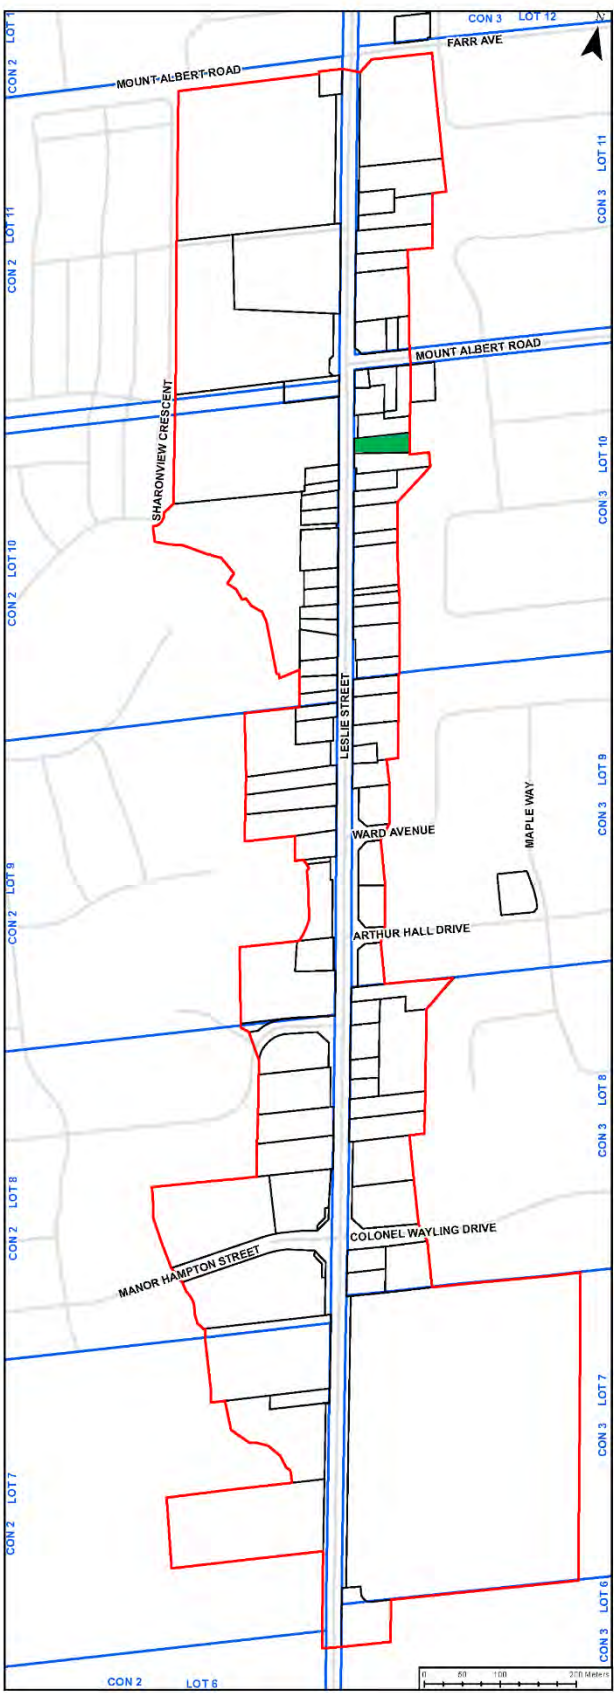 CON 3 LOT 12
N
FARR AVE
CON 2 LOT 1
MOUNT ALBERT ROAD
CON 3 LOT 11
CON 2 LOT 11
MOUNT ALBERT ROAD
SHARONVIEW CRESCENT
CON 3 LOT 10
CON 2 LOT 10
LESLIE STREET
CON 3 LOT 9
MAPLE WAY
WARD AVENUE
CON 2 LOT 9
ARTHUR HALL DRIVE
CON 3 LOT 8
CON 2 LOT 8
COLONEL WAYLING DRIVE
MANOR HAMPTON STREET
CON 3 LOT 7
CON 2 LOT 7
CON 3 LOT 6
CON 2 LOT 6
0 50 100 200 Meters